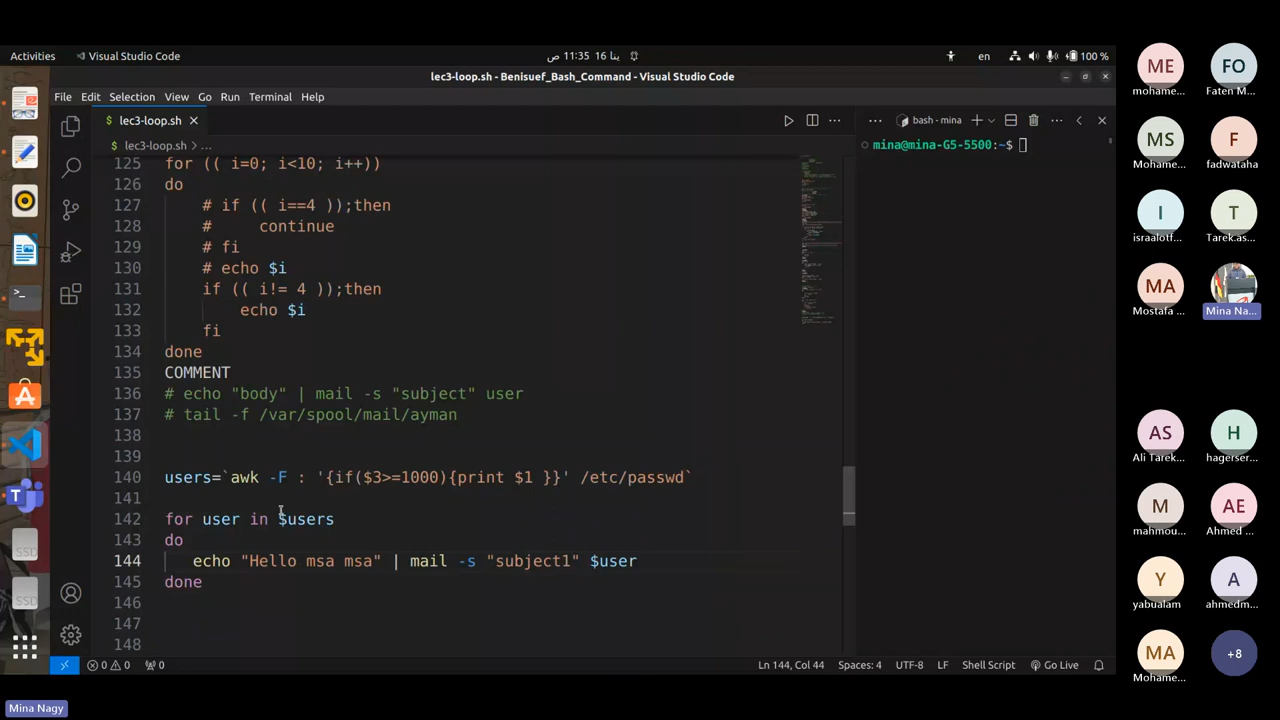 Activities
Visual Studio Code
ص 11:35 16 ينا
en
100 %
lec3-loop.sh - Benisuef_Bash_Command - Visual Studio Code
File Edit Selection View Go Run Terminal Help
$ lec3-loop.sh
bash - mina
$ lec3-loop.sh > ...
mina@mina-G5-5500:~$
125 for (( i=0; i<10; i++))
126 do
127 # if (( i==4 ));then
128 #     continue
129 # fi
130 # echo $i
131 if (( i!= 4 ));then
132 echo $i
133 fi
134 done
135 COMMENT
136 # echo "body" | mail -s "subject" user
137 # tail -f /var/spool/mail/ayman
138
139
140 users=`awk -F : '{if($3>=1000){print $1 }}' /etc/passwd`
141
142 for user in $users
143 do
144 echo "Hello msa msa" | mail -s "subject1" $user
145 done
146
147
148
0 0 0
Ln 144, Col 44 Spaces: 4 UTF-8 LF Shell Script Go Live
SSD
SSD
ME
mohame...
FO
Faten M...
MS
Mohame...
F
fadwataha
I
israalotf...
T
Tarek.as...
MA
Mostafa ...
Mina Na...
AS
Ali Tarek...
H
hagerser...
M
mahmou...
AE
Ahmed ...
Y
yabualam
A
ahmedm...
MA
Mohame...
+8
Mina Nagy